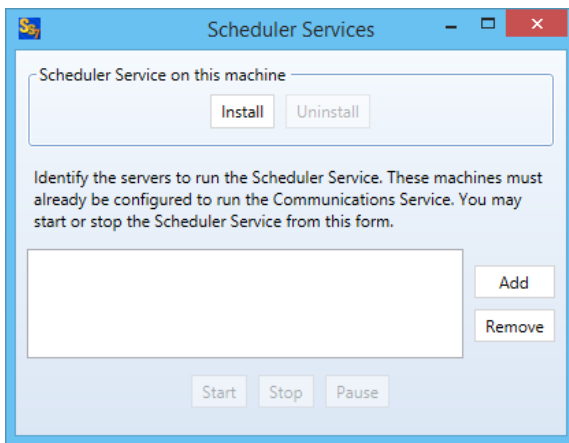 SS7
Scheduler Services
Scheduler Service on this machine
Install
Uninstall
Identify the servers to run the Scheduler Service. These machines must
already be configured to run the Communications Service. You may
start or stop the Scheduler Service from this form.
Add
Remove
Start
Stop
Pause